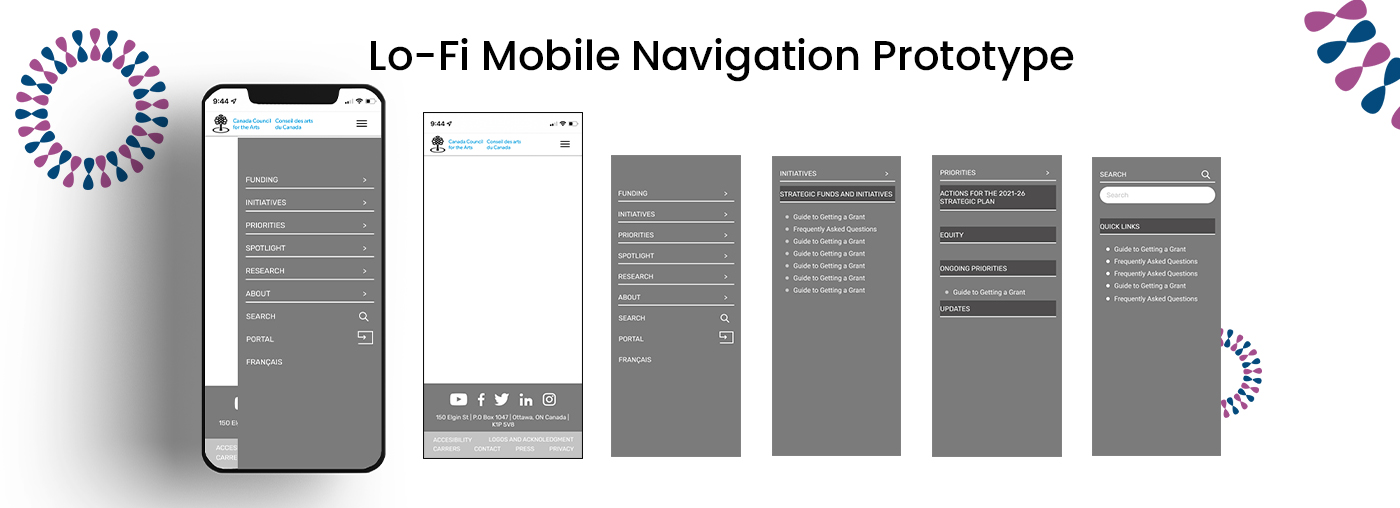 Lo-Fi Mobile Navigation Prototype
9:44
Canada Council Conseil des arts
for the Arts du Canada
FUNDING >
INITIATIVES >
PRIORITIES >
SPOTLIGHT >
RESEARCH >
ABOUT >
SEARCH
PORTAL
FRANÇAIS
150 El
ACCES
CARRE
9:44
Canada Council Conseil des arts
for the Arts du Canada
150 Elgin St | P.O Box 1047 | Ottawa, ON Canada |
K1P 5V8
ACCESIBILITY LOGOS AND ACKNOLEDGMENT
CARRERS CONTACT PRESS PRIVACY
FUNDING >
INITIATIVES >
PRIORITIES >
SPOTLIGHT >
RESEARCH >
ABOUT >
SEARCH
PORTAL
FRANÇAIS
INITIATIVES >
STRATEGIC FUNDS AND INITIATIVES
Guide to Getting a Grant
Frequently Asked Questions
Guide to Getting a Grant
Guide to Getting a Grant
Guide to Getting a Grant
Guide to Getting a Grant
Guide to Getting a Grant
PRIORITIES >
ACTIONS FOR THE 2021-26
STRATEGIC PLAN
EQUITY
ONGOING PRIORITIES
Guide to Getting a Grant
UPDATES
SEARCH
Search
QUICK LINKS
Guide to Getting a Grant
Frequently Asked Questions
Frequently Asked Questions
Guide to Getting a Grant
Frequently Asked Questions